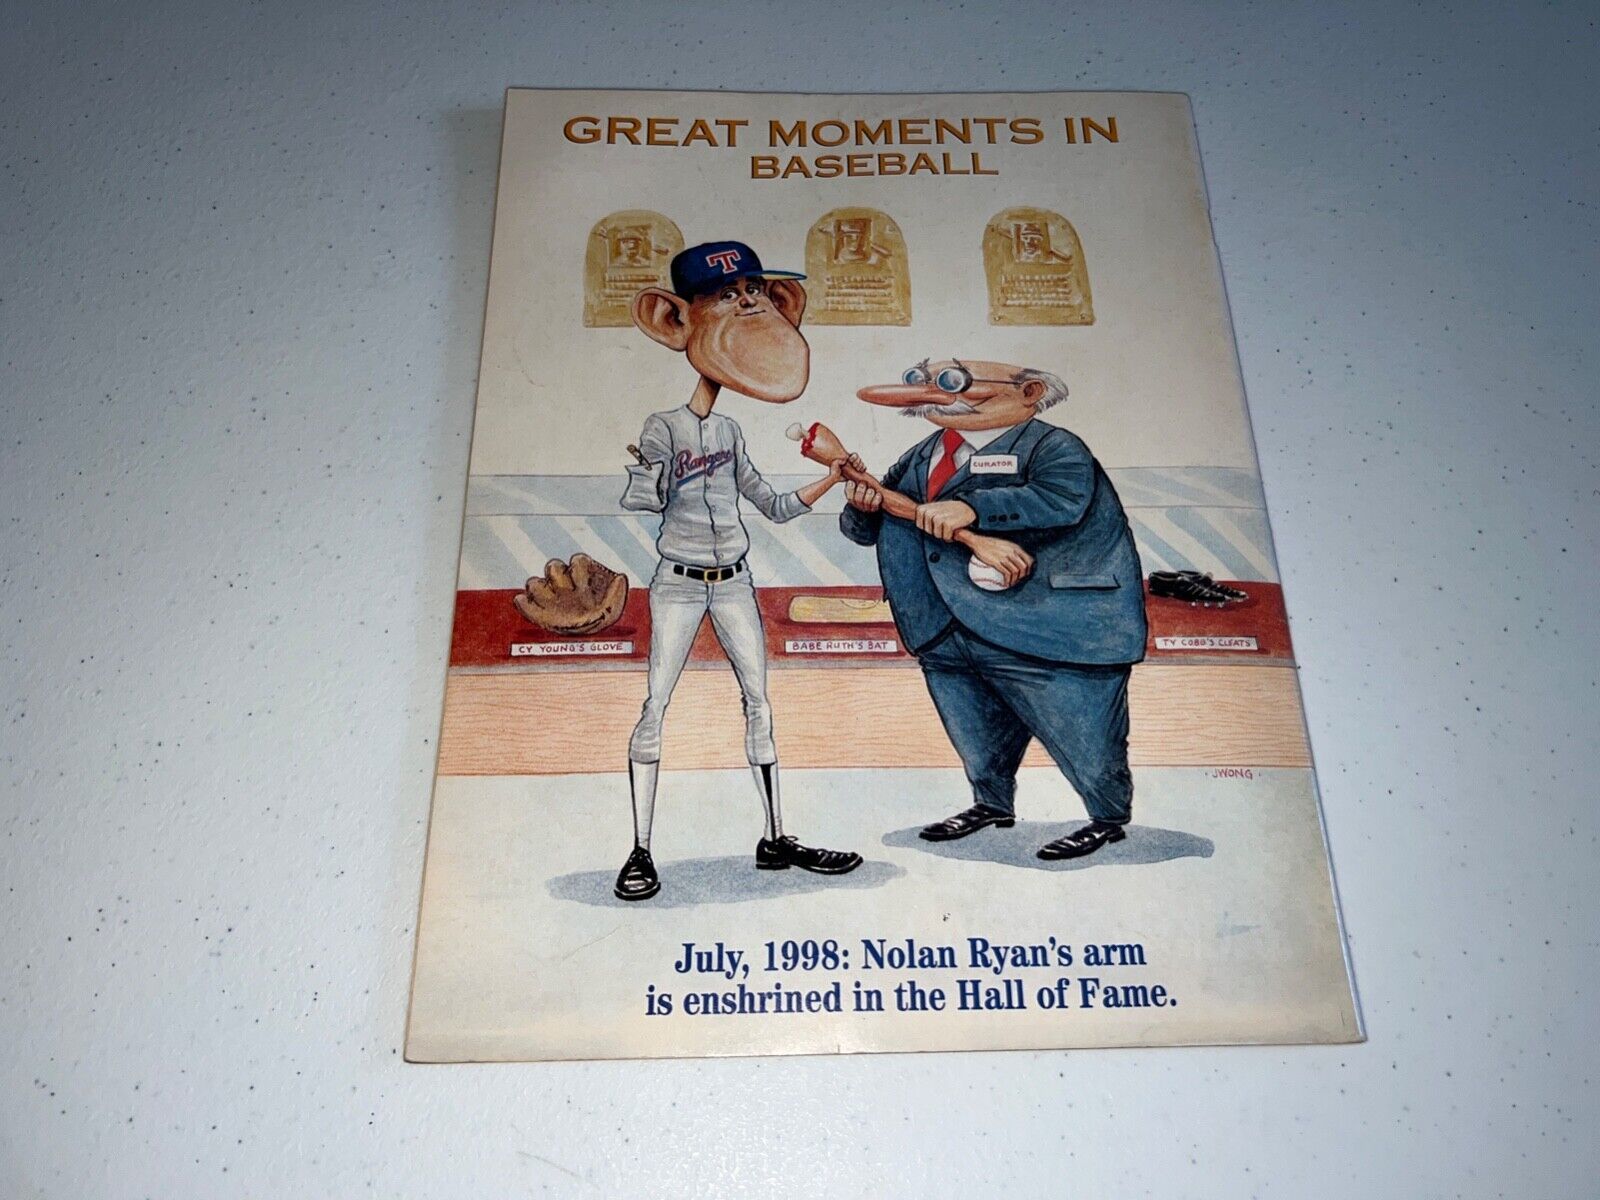 GREAT MOMENTS IN
BASEBALL
T
Rangers
CURATOR
CY YOUNG'S GLOVE
BABE RUTH'S BAT
TY COBB'S CLEATS
JWONG
July, 1998: Nolan Ryan's arm
is enshrined in the Hall of Fame.